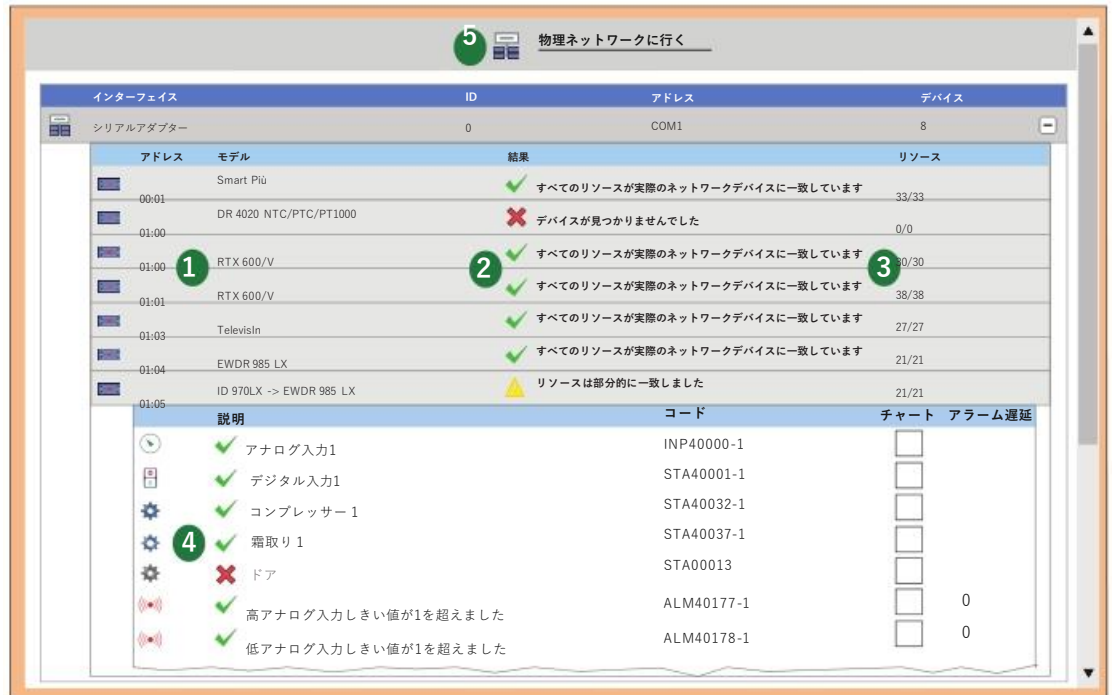 5 物理ネットワークに行く
インターフェイス ID アドレス デバイス
シリアルアダプター 0 COM1 8
アドレス モデル 結果 リソース
00:01 Smart Più すべてのリソースが実際のネットワークデバイスに一致しています 33/33
01:00 DR 4020 NTC/PTC/PT1000 デバイスが見つかりませんでした 0/0
01:00 1 RTX 600/V 2 すべてのリソースが実際のネットワークデバイスに一致しています 3 30/30
01:01 RTX 600/V すべてのリソースが実際のネットワークデバイスに一致しています 38/38
01:03 TelevisIn すべてのリソースが実際のネットワークデバイスに一致しています 27/27
01:04 EWDR 985 LX すべてのリソースが実際のネットワークデバイスに一致しています 21/21
01:05 ID 970LX -> EWDR 985 LX リソースは部分的に一致しました 21/21
説明 コード チャート アラーム遅延
アナログ入力1 INP40000-1
デジタル入力1 STA40001-1
コンプレッサー 1 STA40032-1
4 霜取り 1 STA40037-1
ドア STA00013
高アナログ入力しきい値が1を超えました ALM40177-1 0
低アナログ入力しきい値が1を超えました ALM40178-1 0